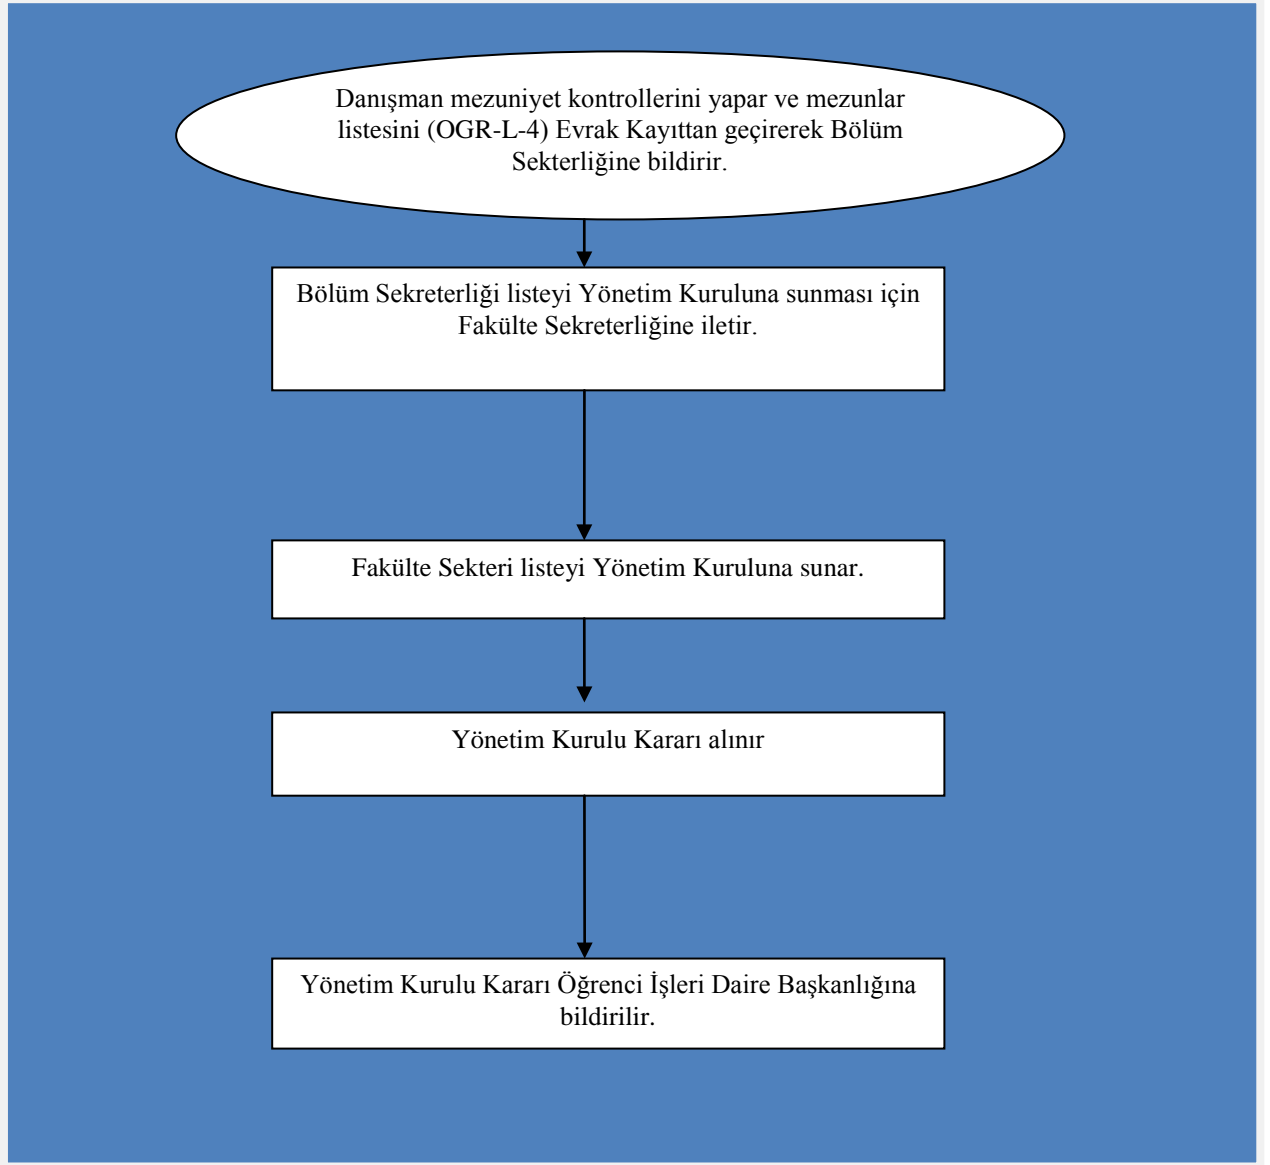 Danışman mezuniyet kontrollerini yapar ve mezunlar
listesini (OGR-L-4) Evrak Kayıttan geçirerek Bölüm
Sekterliğine bildirir.
Bölüm Sekreterliği listeyi Yönetim Kuruluna sunması için
Fakülte Sekreterliğine iletir.
Fakülte Sekteri listeyi Yönetim Kuruluna sunar.
Yönetim Kurulu Kararı alınır
Yönetim Kurulu Kararı Öğrenci İşleri Daire Başkanlığına
bildirilir.